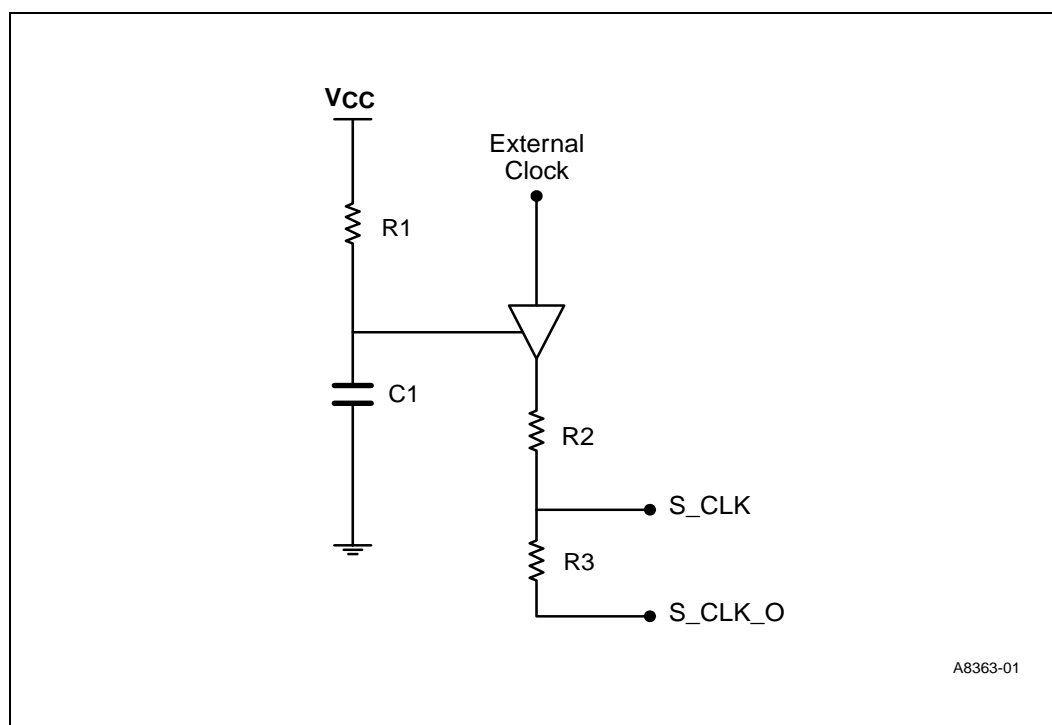 VCC
External
Clock
R1
C1
R2
S_CLK
R3
S_CLK_O
A8363-01